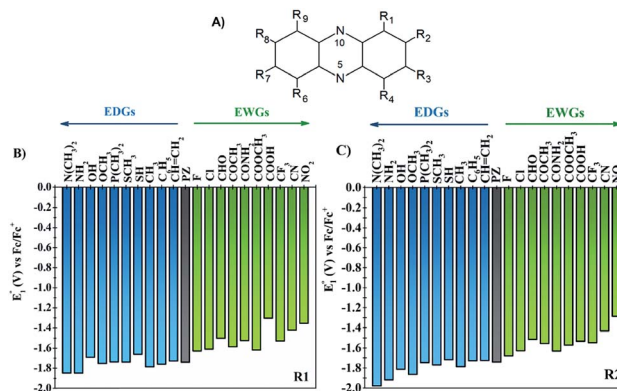 A)
R9
R1
R8
N
10
R2
R7
5
N
R3
R6
R4
EDGs
EWGs
EDGs
EWGs
B)
N(CH3)2
NH2
OH
OCH3
P(CH3)2
SCH3
SH
CH3
C2H5
CH=CH2
PZ
F
Cl
CHO
COCH3
CONH2
COOCH3
COOH
CF3
CN
NO2
C)
N(CH3)2
NH2
OH
OCH3
P(CH3)2
SCH3
SH
CH3
C2H5
CH=CH2
PZ
F
Cl
CHO
COCH3
CONH2
COOCH3
COOH
CF3
CN
0.0
-0.2
-0.4
-0.6
-0.8
-1.0
-1.2
-1.4
-1.6
-1.8
-2.0
(V) vs Fc/Fc+
R1
0.0
-0.2
-0.4
-0.6
-0.8
-1.0
-1.2
-1.4
-1.6
-1.8
-2.0
(V) vs Fc/Fc+
R2